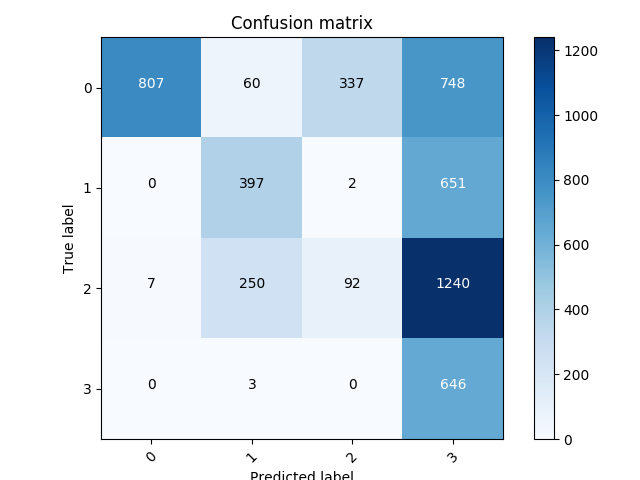 Confusion matrix
0 807 60 337 748
1 0 397 2 651
2 7 250 92 1240
3 0 3 0 646
0 1 2 3
True label
Predicted label
1200
1000
800
600
400
200
0